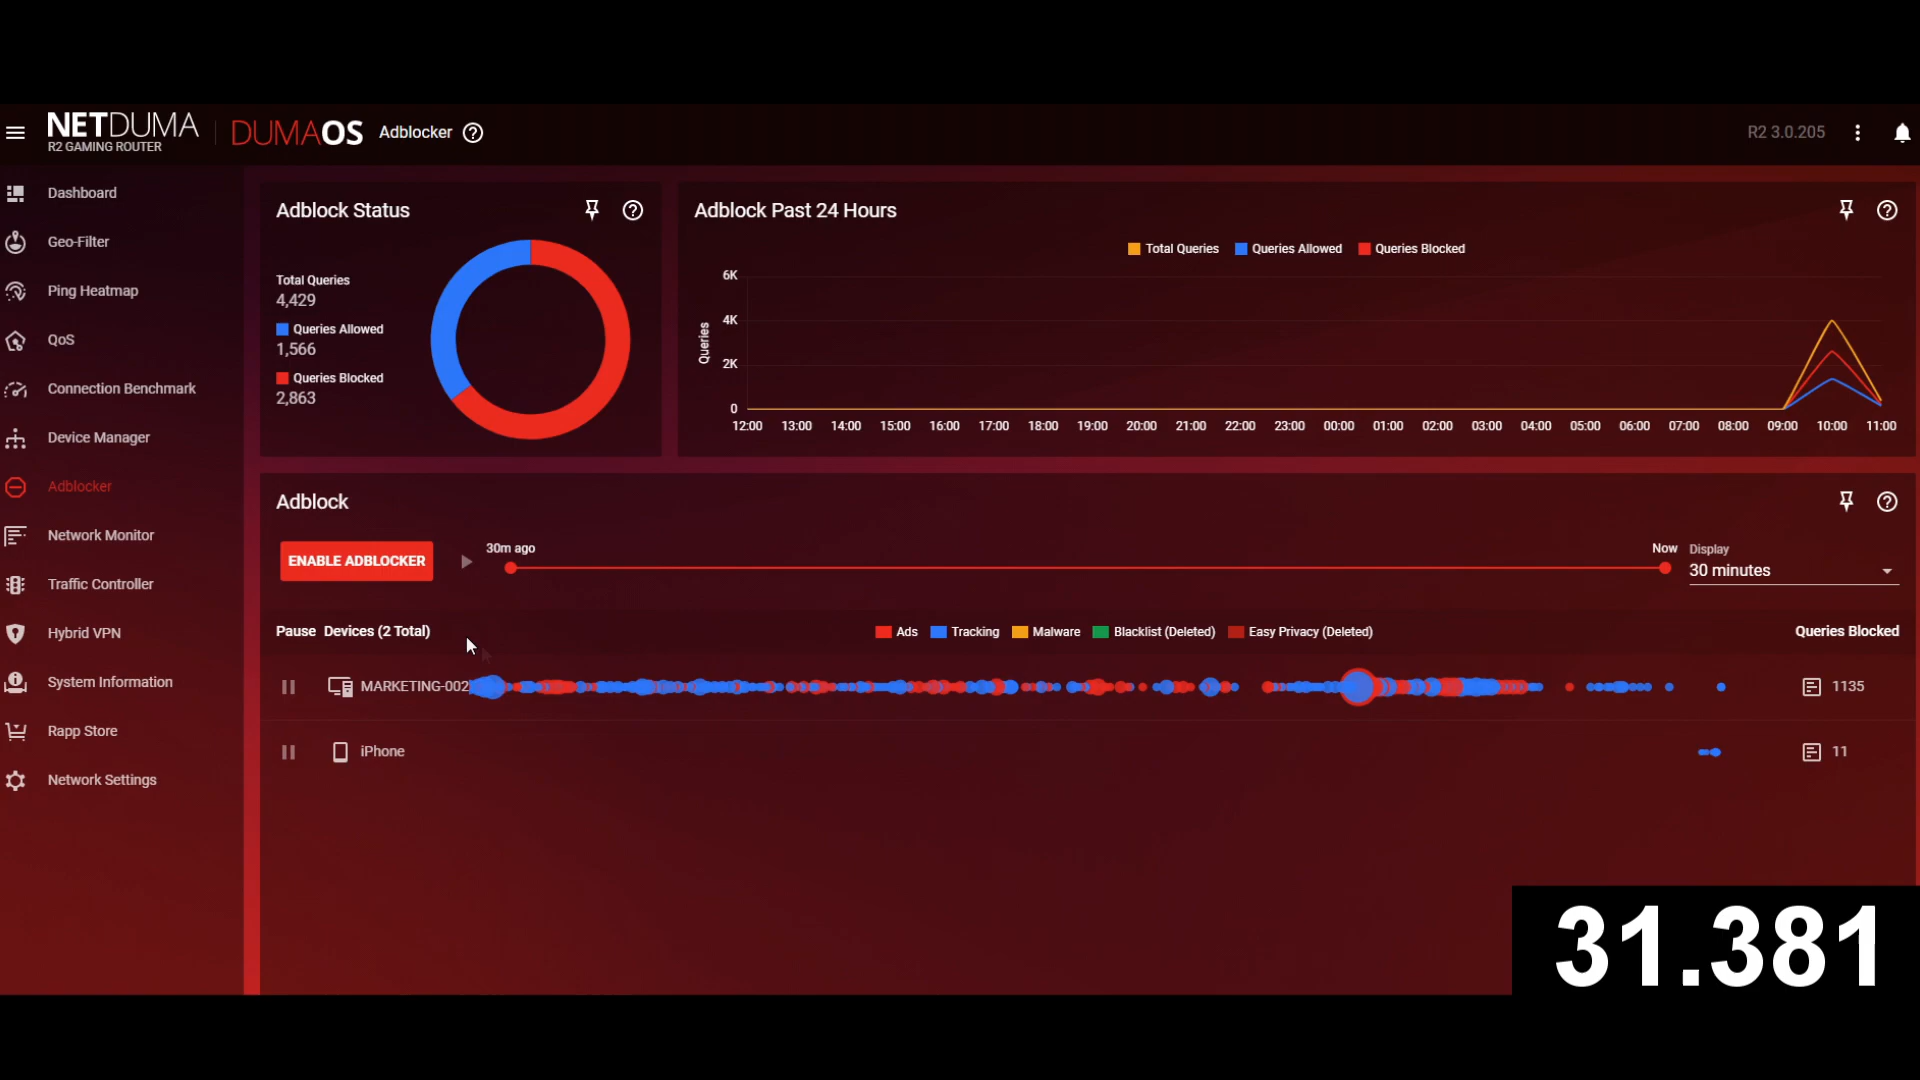 NETDUMA
R2 GAMING ROUTER
DUMAOS
Adblocker
R2 3.0.205
Dashboard
Geo-Filter
Ping Heatmap
QoS
Connection Benchmark
Device Manager
Adblocker
Network Monitor
Traffic Controller
Hybrid VPN
System Information
Rapp Store
Network Settings
Adblock Status
Total Queries
4,429
Queries Allowed
1,566
Queries Blocked
2,863
Adblock Past 24 Hours
Total Queries Queries Allowed Queries Blocked
Queries
6K
4K
2K
0
12:00 13:00 14:00 15:00 16:00 17:00 18:00 19:00 20:00 21:00 22:00 23:00 00:00 01:00 02:00 03:00 04:00 05:00 06:00 07:00 08:00 09:00 10:00 11:00
Adblock
ENABLE ADBLOCKER
30m ago
Now
Display
30 minutes
Pause Devices (2 Total)
Ads Tracking Malware Blacklist (Deleted) Easy Privacy (Deleted)
Queries Blocked
MARKETING-002
1135
iPhone
11
31.381